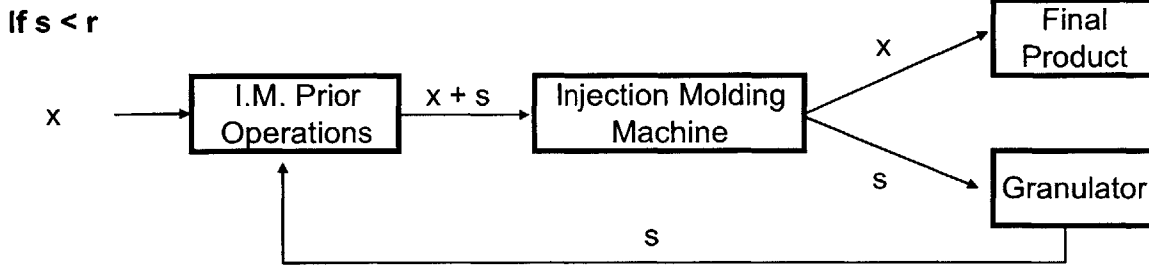 If s < r
Final
Product
x
x
I.M. Prior
Operations
x + s
Injection Molding
Machine
s
Granulator
s